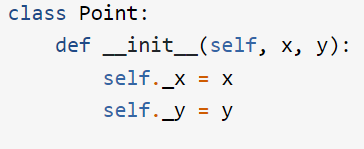 class Point:
    def __init__(self, x, y):
        self._x = x
        self._y = y